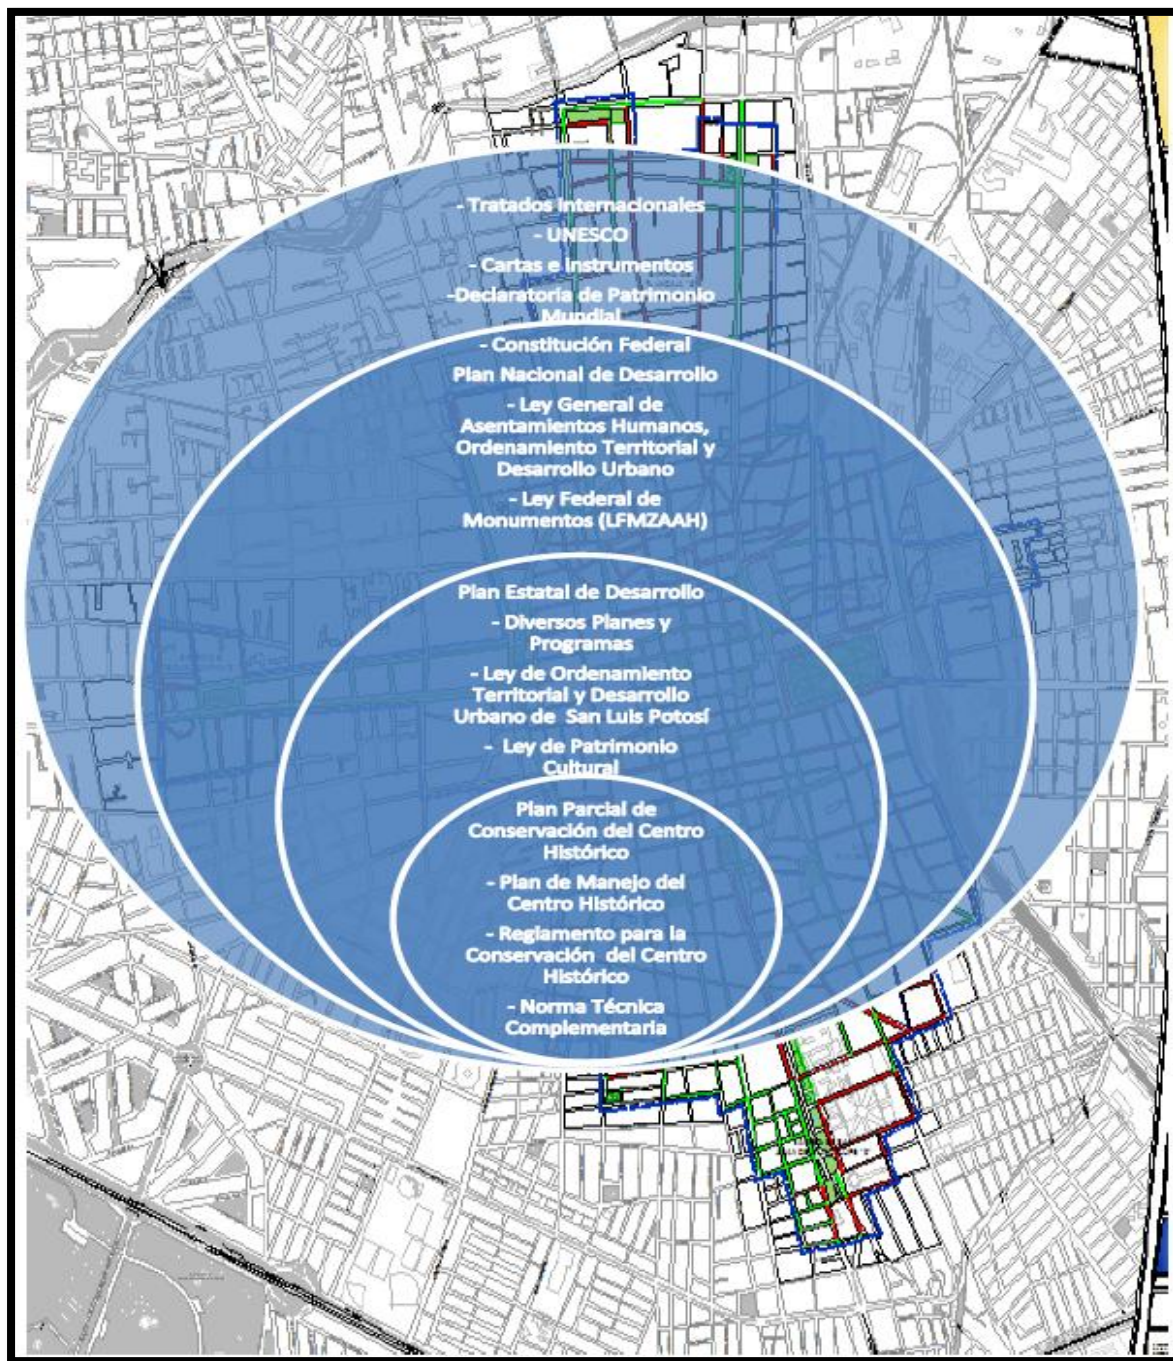 - Tratados internacionales
- UNESCO
- Cartas e instrumentos
-Declaratoria de Patrimonio
Mundial
- Constitución Federal
Plan Nacional de Desarrollo
- Ley General de
Asentamientos Humanos,
Ordenamiento Territorial y
Desarrollo Urbano
- Ley Federal de
Monumentos (LFMZAAH)
Plan Estatal de Desarrollo
- Diversos Planes y
Programas
- Ley de Ordenamiento
Territorial y Desarrollo
Urbano de San Luis Potosí
- Ley de Patrimonio
Cultural
Plan Parcial de
Conservación del Centro
Histórico
- Plan de Manejo del
Centro Histórico
- Reglamento para la
Conservación del Centro
Histórico
- Norma Técnica
Complementaria